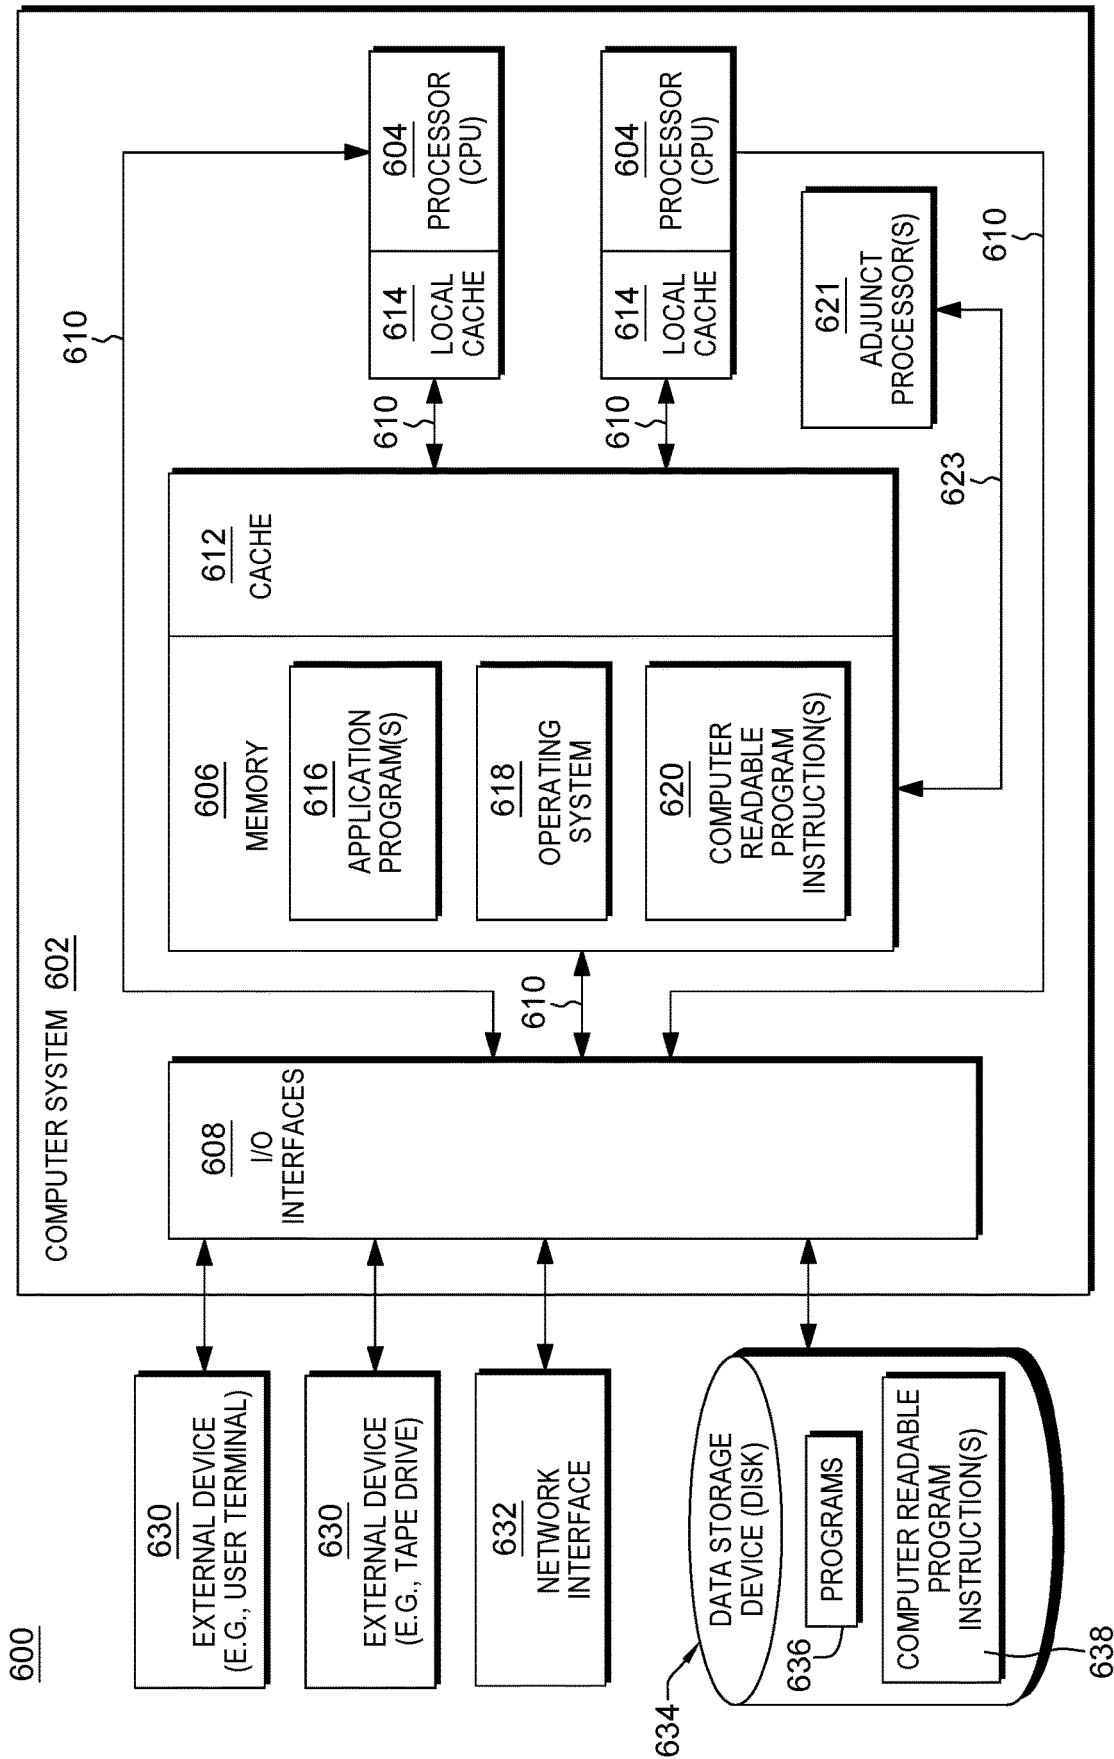 600
COMPUTER SYSTEM 602
630
EXTERNAL DEVICE
(E.G., USER TERMINAL)
630
EXTERNAL DEVICE
(E.G., TAPE DRIVE)
632
NETWORK
INTERFACE
634
DATA STORAGE
DEVICE (DISK)
636
PROGRAMS
COMPUTER READABLE
PROGRAM
INSTRUCTION(S)
638
608
I/O
INTERFACES
610
610
606
MEMORY
616
APPLICATION
PROGRAM(S)
618
OPERATING
SYSTEM
620
COMPUTER
READABLE
PROGRAM
INSTRUCTION(S)
612
CACHE
610
610
614
LOCAL
CACHE
604
PROCESSOR
(CPU)
614
LOCAL
CACHE
604
PROCESSOR
(CPU)
623
621
ADJUNCT
PROCESSOR(S)
610